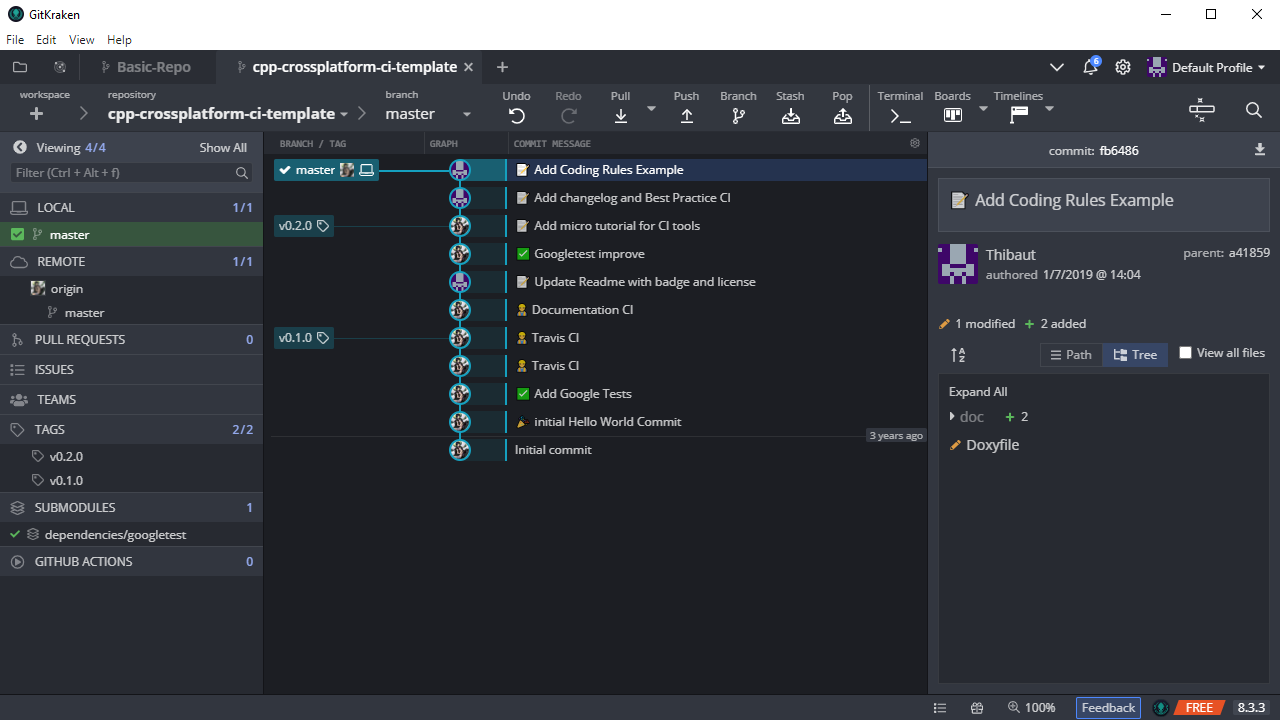 GitKraken
File Edit View Help
Basic-Repo
cpp-crossplatform-ci-template
6
Default Profile
workspace
repository
cpp-crossplatform-ci-template
branch
master
Undo
Redo
Pull
Push
Branch
Stash
Pop
Terminal
Boards
Timelines
Viewing 4/4
Show All
Filter (Ctrl + Alt + f)
LOCAL 1/1
master
REMOTE 1/1
origin
master
PULL REQUESTS 0
ISSUES
TEAMS
TAGS 2/2
v0.2.0
v0.1.0
SUBMODULES 1
dependencies/googletest
GITHUB ACTIONS 0
BRANCH / TAG GRAPH COMMIT MESSAGE
master Add Coding Rules Example
Add changelog and Best Practice CI
v0.2.0 Add micro tutorial for CI tools
Googletest improve
Update Readme with badge and license
Documentation CI
v0.1.0 Travis CI
Travis CI
Add Google Tests
initial Hello World Commit
3 years ago
Initial commit
commit: fb6486
Add Coding Rules Example
Thibaut
authored 1/7/2019 @ 14:04
parent: a41859
1 modified + 2 added
A
Z
Path
Tree
View all files
Expand All
doc + 2
Doxyfile
100%
Feedback
FREE
8.3.3